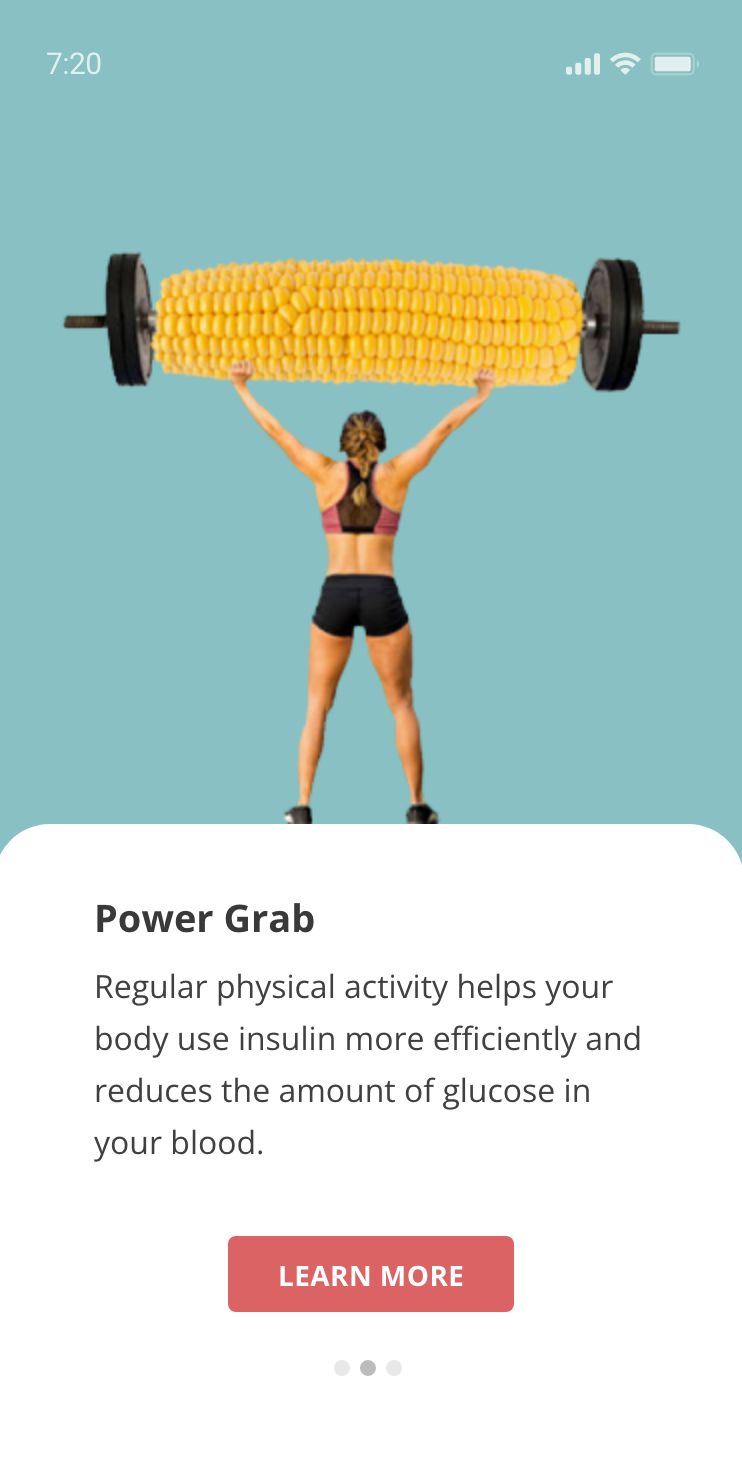 7:20
Power Grab
Regular physical activity helps your
body use insulin more efficiently and
reduces the amount of glucose in
your blood.
LEARN MORE